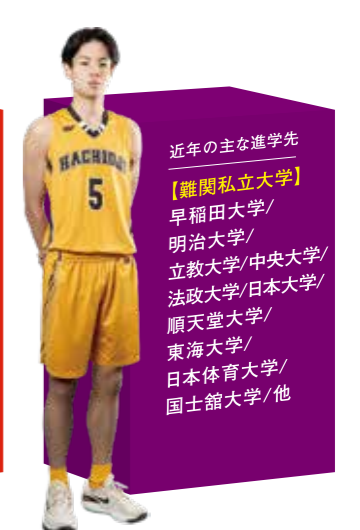 HACHIOJI
5
近年の主な進学先
【難関私立大学】
早稲田大学/
明治大学/
立教大学/中央大学/
法政大学/日本大学/
順天堂大学/
東海大学/
日本体育大学/
国士舘大学/他